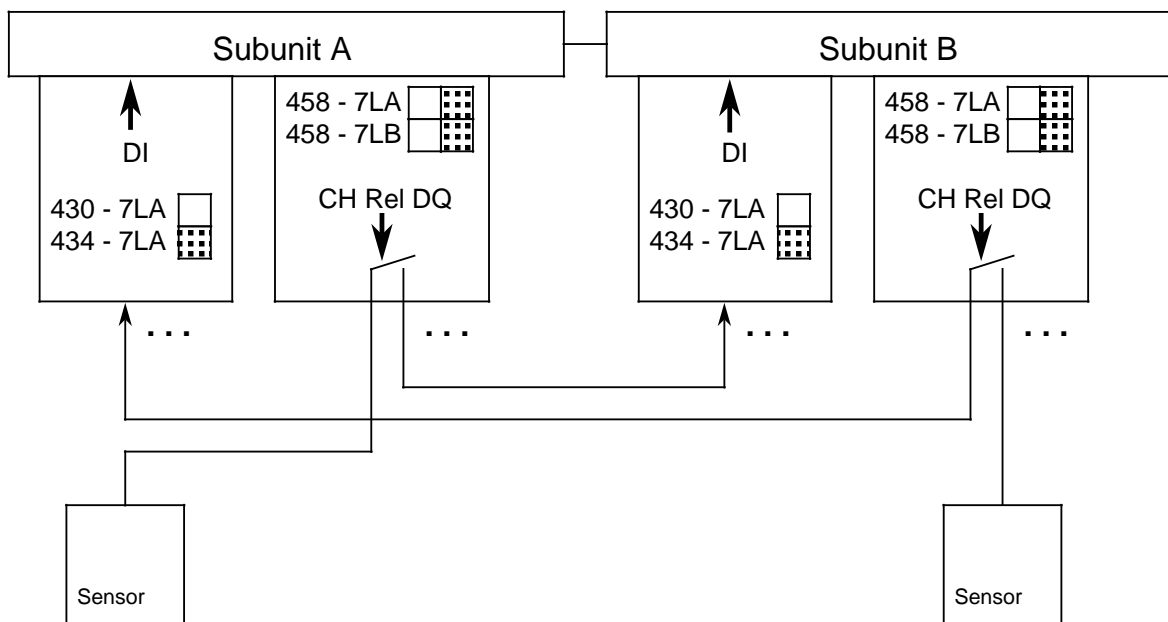 Subunit A
Subunit B
458 - 7LA
458 - 7LB
458 - 7LA
458 - 7LB
DI
DI
430 - 7LA
434 - 7LA
CH Rel DQ
430 - 7LA
434 - 7LA
CH Rel DQ
. . .
. . .
. . .
. . .
Sensor
Sensor